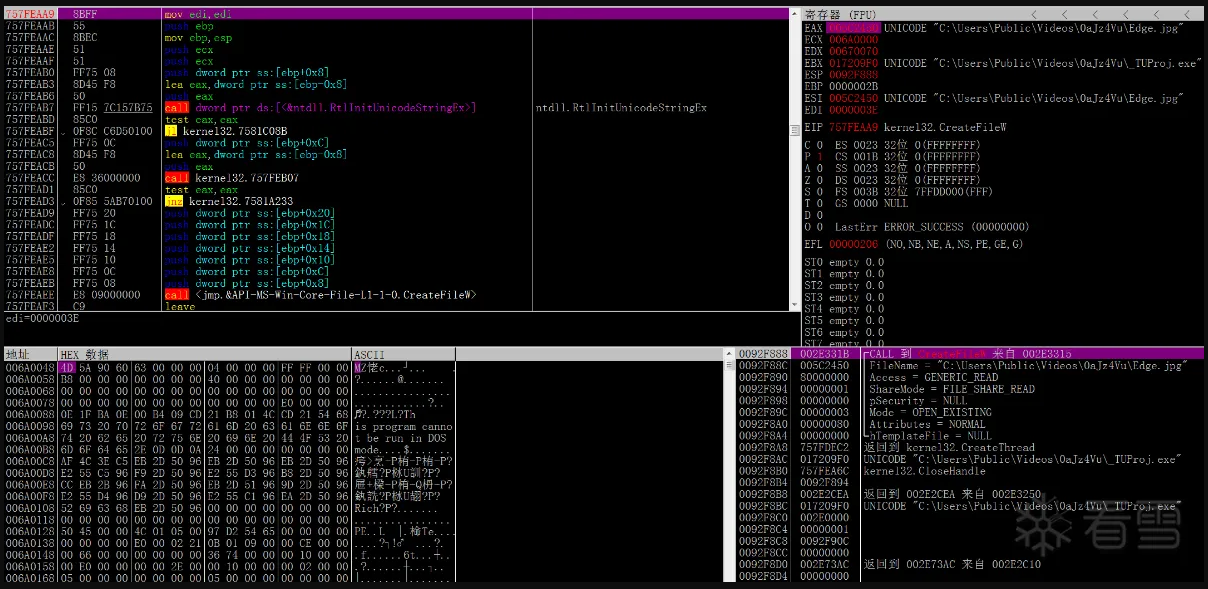 757FEAA9 8BFF mov edi,edi
757FEAAB 55 push ebp
757FEAAC 8BEC mov ebp,esp
757FEAAE 51 push ecx
757FEAAF 51 push ecx
757FEAB0 FF75 08 push dword ptr ss:[ebp+0x8]
757FEAB3 8D45 F8 lea eax,dword ptr ss:[ebp-0x8]
757FEAB6 50 push eax
757FEAB7 FF15 7C157B75 call dword ptr ds:[<&ntdll.RtlInitUnicodeStringEx>] ntdll.RtlInitUnicodeStringEx
757FEABD 85C0 test eax,eax
757FEABF 0F8C C6D50100 jl kernel32.7581C08B
757FEAC5 FF75 0C push dword ptr ss:[ebp+0xC]
757FEAC8 8D45 F8 lea eax,dword ptr ss:[ebp-0x8]
757FEACB 50 push eax
757FEACC E8 36000000 call kernel32.757FEB07
757FEAD1 85C0 test eax,eax
757FEAD3 0F85 5AB70100 jnz kernel32.7581A233
757FEAD9 FF75 20 push dword ptr ss:[ebp+0x20]
757FEADC FF75 1C push dword ptr ss:[ebp+0x1C]
757FEADF FF75 18 push dword ptr ss:[ebp+0x18]
757FEAE2 FF75 14 push dword ptr ss:[ebp+0x14]
757FEAE5 FF75 10 push dword ptr ss:[ebp+0x10]
757FEAE8 FF75 0C push dword ptr ss:[ebp+0xC]
757FEAEB FF75 08 push dword ptr ss:[ebp+0x8]
757FEAEE E8 09000000 call <jmp.&API-MS-Win-Core-File-L1-1-0.CreateFileW>
757FEAF3 C9 leave
edi=0000003E
寄存器 (FPU) < < < < < <
EAX 005C2450 UNICODE "C:\Users\Public\Videos\0aJz4Vu\Edge.jpg"
ECX 006A0000
EDX 00670070
EBX 017209F0 UNICODE "C:\Users\Public\Videos\0aJz4Vu\_TUProj.exe"
ESP 0092F888
EBP 0000002B
ESI 005C2450 UNICODE "C:\Users\Public\Videos\0aJz4Vu\Edge.jpg"
EDI 0000003E
EIP 757FEAA9 kernel32.CreateFileW
C 0 ES 0023 32位 0(FFFFFFFF)
P 1 CS 001B 32位 0(FFFFFFFF)
A 0 SS 0023 32位 0(FFFFFFFF)
Z 0 DS 0023 32位 0(FFFFFFFF)
S 0 FS 003B 32位 7FFDD000(FFF)
T 0 GS 0000 NULL
D 0
O 0 LastErr ERROR_SUCCESS (00000000)
EFL 00000206 (NO,NB,NE,A,NS,PE,GE,G)
ST0 empty 0.0
ST1 empty 0.0
ST2 empty 0.0
ST3 empty 0.0
ST4 empty 0.0
ST5 empty 0.0
ST6 empty 0.0
ST7 empty 0.0
地址 HEX 数据 ASCII
006A0048 4D 5A 90 60 63 00 00 00 04 00 00 00 FF FF 00 00
006A0058 B8 00 00 00 00 00 00 00 40 00 00 00 00 00 00 00 ?.......@.......
006A0068 00 00 00 00 00 00 00 00 00 00 00 00 00 00 00 00 ................
006A0078 00 00 00 00 00 00 00 00 00 00 00 00 E0 00 00 00 ............?..
006A0088 0E 1F BA 0E 00 B4 09 CD 21 B8 01 4C CD 21 54 68
006A0098 69 73 20 70 72 6F 67 72 61 6D 20 63 61 6E 6E 6F is program canno
006A00A8 74 20 62 65 20 72 75 6E 20 69 6E 20 44 4F 53 20 t be run in DOS
006A00B8 6D 6F 64 65 2E 0D 0D 0A 24 00 00 00 00 00 00 00 mode....$.......
006A00C8 AF 4C 3E C5 EB 2D 50 96 EB 2D 50 96 EB 2D 50 96
006A00D8 E2 55 C5 96 F9 2D 50 96 E2 55 D3 96 B8 2D 50 96
006A00E8 CC EB 2B 96 FA 2D 50 96 EB 2D 51 96 9D 2D 50 96
006A00F8 E2 55 D4 96 D9 2D 50 96 E2 55 C1 96 EA 2D 50 96
006A0108 52 69 63 68 EB 2D 50 96 00 00 00 00 00 00 00 00 Rich?P?.......
006A0118 00 00 00 00 00 00 00 00 00 00 00 00 00 00 00 00 ................
006A0128 50 45 00 00 4C 01 05 00 97 D2 54 65 00 00 00 00
006A0138 00 00 00 00 E0 00 02 21 0B 01 09 00 00 CE 00 00
006A0148 00 66 00 00 00 00 00 00 36 74 00 00 00 10 00 00
006A0158 00 E0 00 00 00 00 2E 00 00 10 00 00 00 02 00 00
006A0168 05 00 00 00 00 00 00 00 05 00 00 00 00 00 00 00
0092F888 002E331B CALL 到 CreateFileW 来自 002E3315
0092F88C 005C2450 FileName = "C:\Users\Public\Videos\0aJz4Vu\Edge.jpg"
0092F890 80000000 Access = GENERIC_READ
0092F894 00000001 ShareMode = FILE_SHARE_READ
0092F898 00000000 pSecurity = NULL
0092F89C 00000003 Mode = OPEN_EXISTING
0092F8A0 00000080 Attributes = NORMAL
0092F8A4 00000000 hTemplateFile = NULL
0092F8A8 757FDEC2 返回到 kernel32.CreateThread
0092F8AC 017209F0 UNICODE "C:\Users\Public\Videos\0aJz4Vu\_TUProj.exe"
0092F8B0 757FEA6C kernel32.CloseHandle
0092F8B4 0092F894
0092F8B8 002E2CEA 返回到 002E2CEA 来自 002E3250
0092F8BC 017209F0 UNICODE "C:\Users\Public\Videos\0aJz4Vu\_TUProj.exe"
0092F8C0 002E0000
0092F8C4 00000001
0092F8C8 0092F90C
0092F8CC 00000000
0092F8D0 002E73AC 返回到 002E73AC 来自 002E2C10
0092F8D4 00000000
看雪